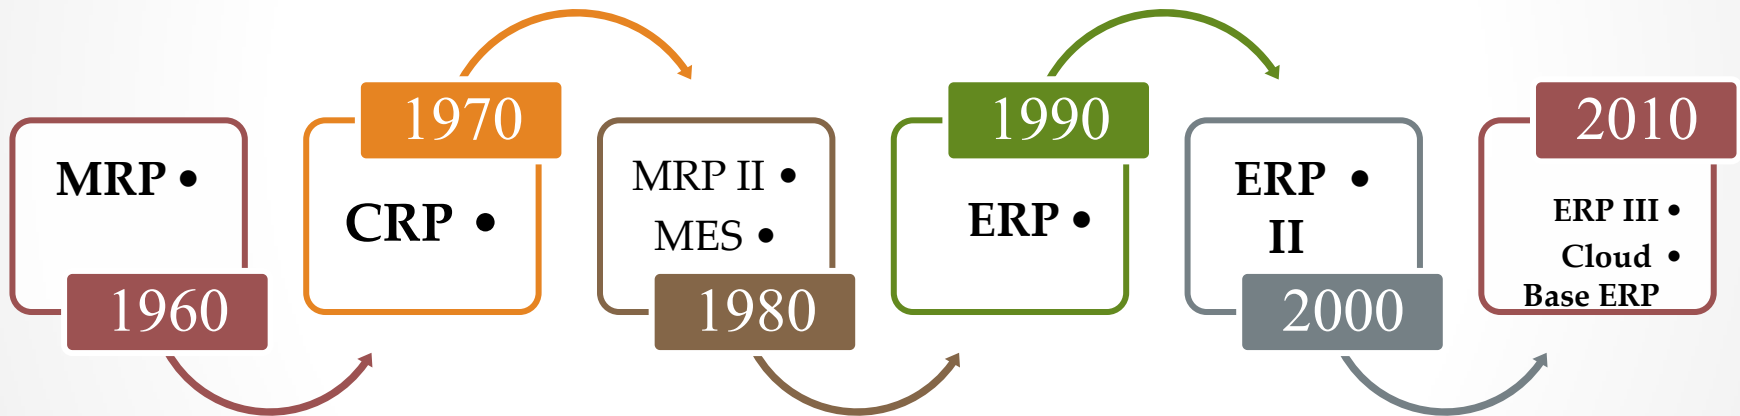 MRP •
1960
1970
CRP •
MRP II •
MES •
1980
1990
ERP •
ERP •
II
2000
2010
ERP III •
Cloud •
Base ERP